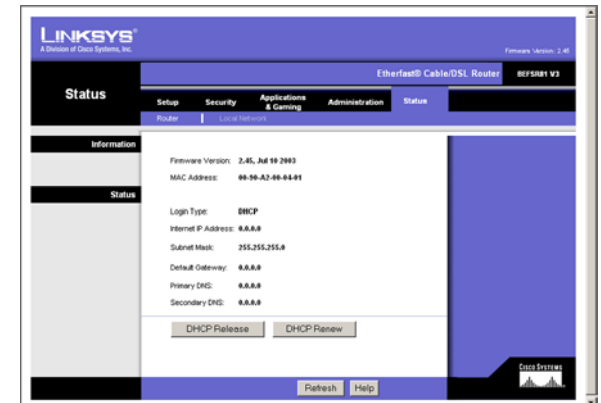 LINKSYS®
A Division of Cisco Systems, Inc.
Firmware Version: 2.45
Etherfast® Cable/DSL Router
BEFSR81 V3
Status
Setup
Security
Applications & Gaming
Administration
Status
Router
Local Network
Information
Firmware Version: 2.45, Jul 10 2003
MAC Address: 00-90-A2-00-04-01
Status
Login Type: DHCP
Internet IP Address: 0.0.0.0
Subnet Mask: 255.255.255.0
Default Gateway: 0.0.0.0
Primary DNS: 0.0.0.0
Secondary DNS: 0.0.0.0
DHCP Release
DHCP Renew
CISCO SYSTEMS
Refresh
Help